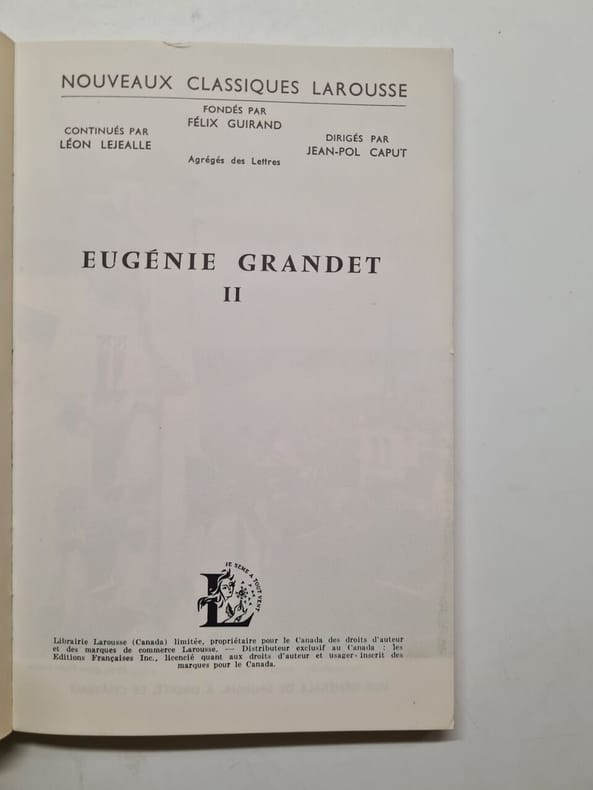 NOUVEAUX CLASSIQUES LAROUSSE
FONDÉS PAR
FÉLIX GUIRAND
CONTINUÉS PAR
LÉON LEJEALLE
DIRIGÉS PAR
JEAN-POL CAPUT
Agrégés des Lettres
EUGÉNIE GRANDET
II
JE SÈME A TOUT VENT
L
Librairie Larousse (Canada) limitée, propriétaire pour le Canada des droits d'auteur
et des marques de commerce Larousse. — Distributeur exclusif au Canada : les
Editions Françaises Inc., licencié quant aux droits d'auteur et usager-inscrit des
marques pour le Canada.